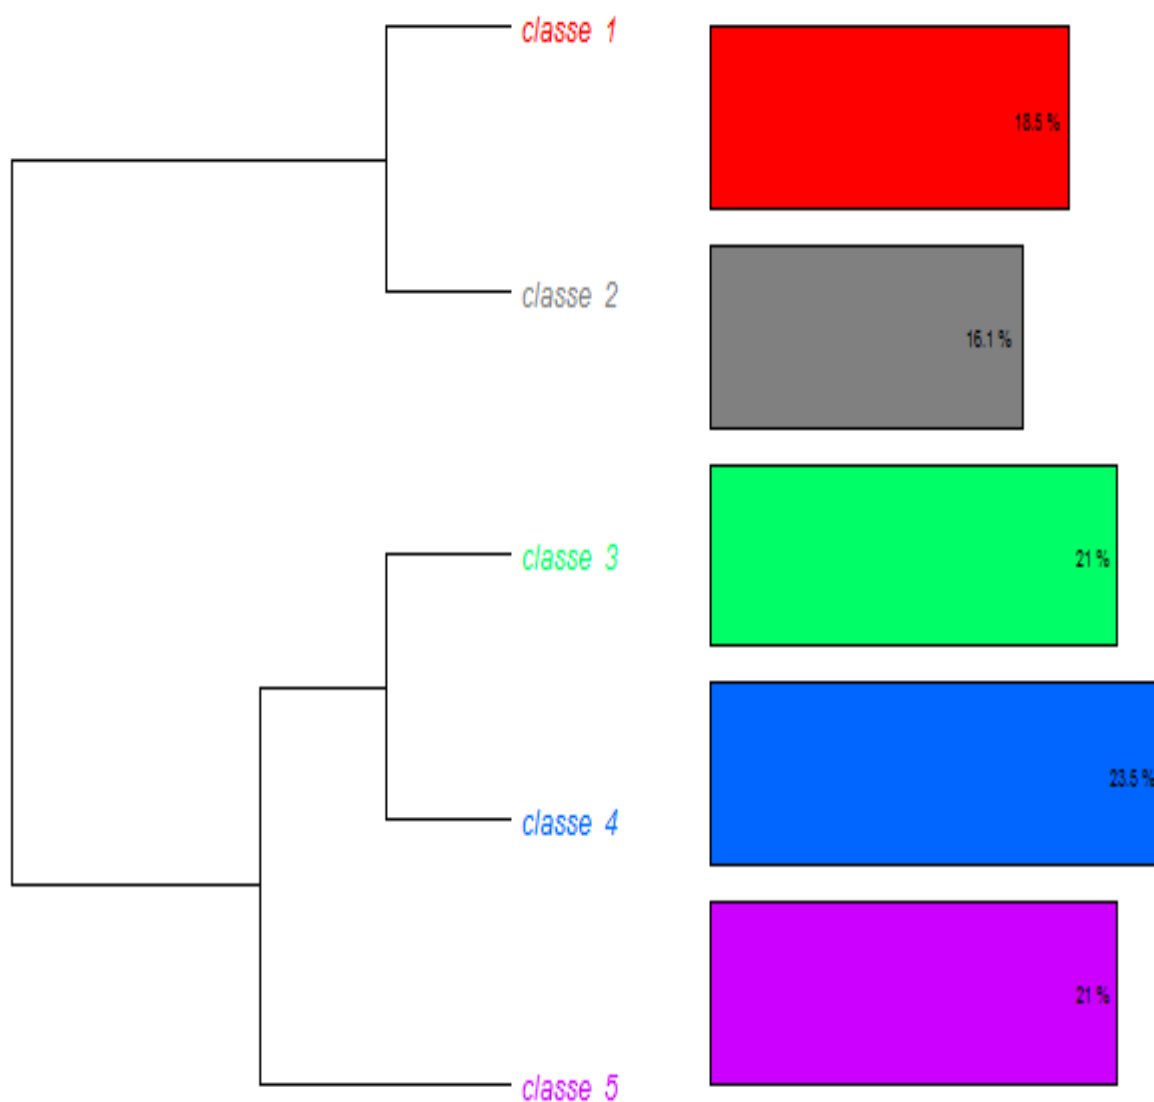 classe 1
18.5 %
classe 2
16.1 %
classe 3
21 %
classe 4
23.5 %
classe 5
21 %